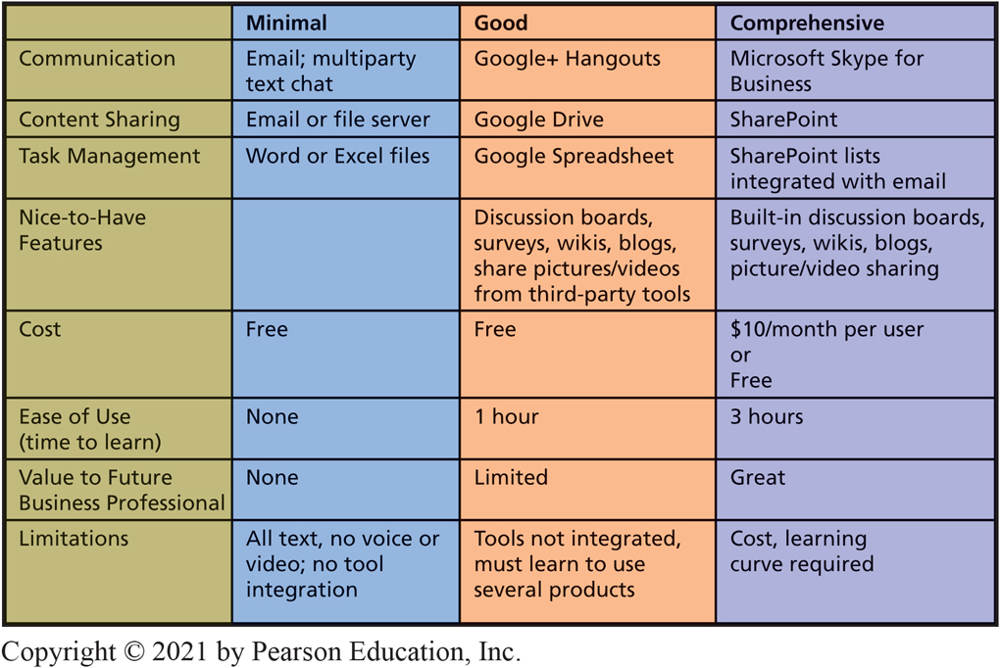 Minimal Good Comprehensive
Communication
Email; multiparty
text chat
Google+ Hangouts
Microsoft Skype for
Business
Content Sharing
Email or file server
Google Drive
SharePoint
Task Management
Word or Excel files
Google Spreadsheet
SharePoint lists
integrated with email
Nice-to-Have
Features
Discussion boards,
surveys, wikis, blogs,
share pictures/videos
from third-party tools
Built-in discussion boards,
surveys, wikis, blogs,
picture/video sharing
Cost
Free
Free
$10/month per user
or
Free
Ease of Use
(time to learn)
None
1 hour
3 hours
Value to Future
Business Professional
None
Limited
Great
Limitations
All text, no voice or
video; no tool
integration
Tools not integrated,
must learn to use
several products
Cost, learning
curve required
Copyright © 2021 by Pearson Education, Inc.